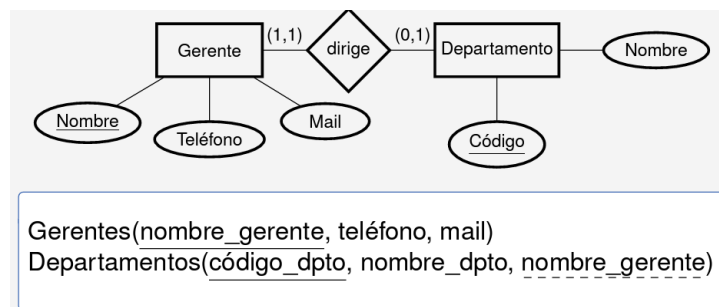 Gerente
(1,1)
dirige
(0,1)
Departamento
Nombre
Nombre
Teléfono
Mail
Código
Gerentes(nombre_gerente, teléfono, mail)
Departamentos(código_dpto, nombre_dpto, nombre_gerente)